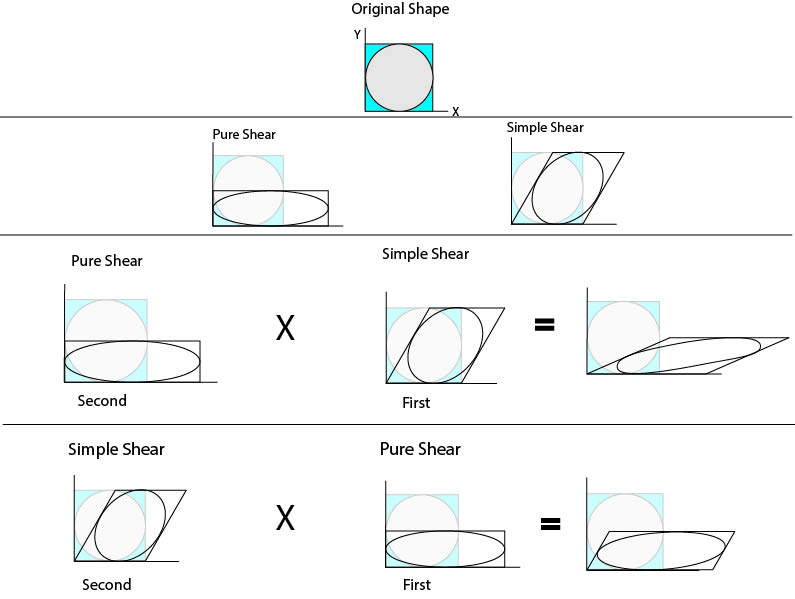 Original Shape
Y
X
Pure Shear
Simple Shear
Pure Shear
Simple Shear
X
=
Second
First
Simple Shear
Pure Shear
X
=
Second
First